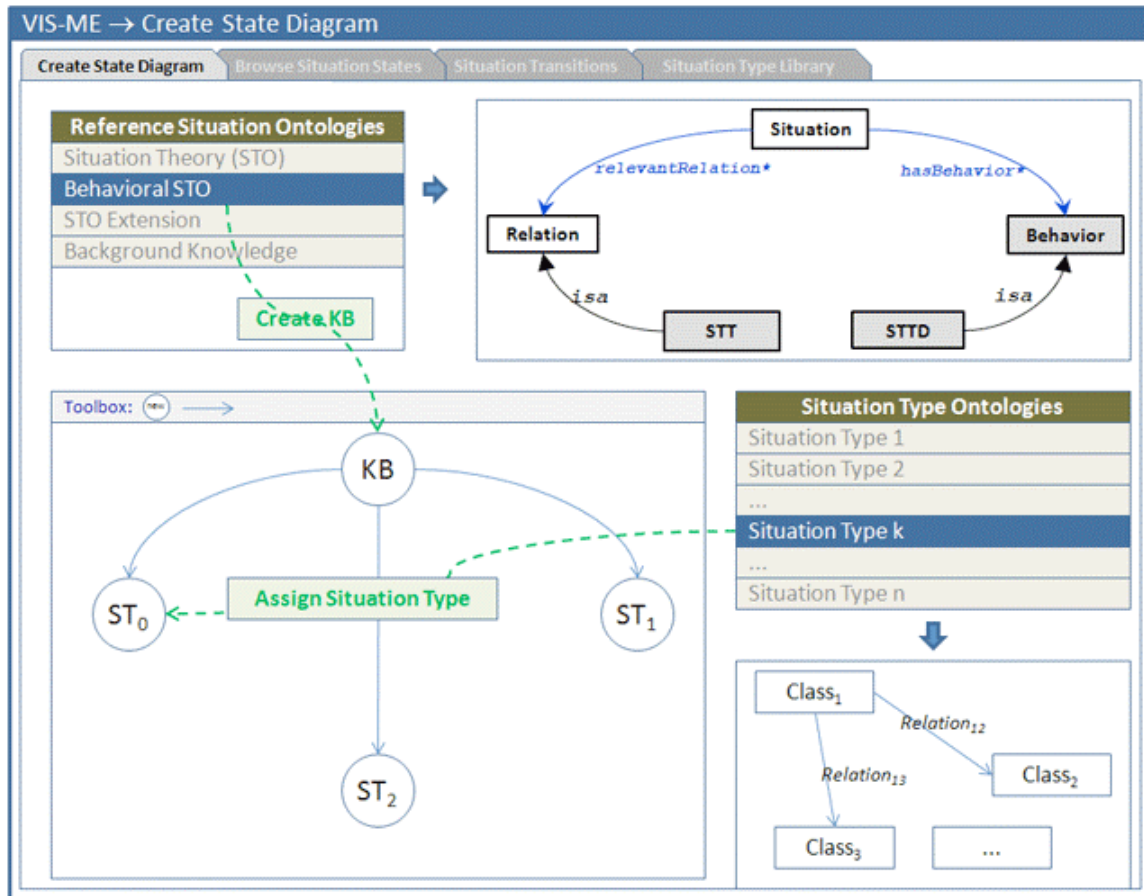 VIS-ME → Create State Diagram
Create State Diagram
Browse Situation States
Situation Transitions
Situation Type Library
Reference Situation Ontologies
Situation Theory (STO)
Behavioral STO
STO Extension
Background Knowledge
Create KB
Situation
relevantRelation*
hasBehavior*
Relation
Behavior
isa
isa
STT
STTD
Toolbox: new
KB
ST0
Assign Situation Type
ST1
ST2
Situation Type Ontologies
Situation Type 1
Situation Type 2
...
Situation Type k
...
Situation Type n
Class1
Relation12
Relation13
Class2
Class3
...